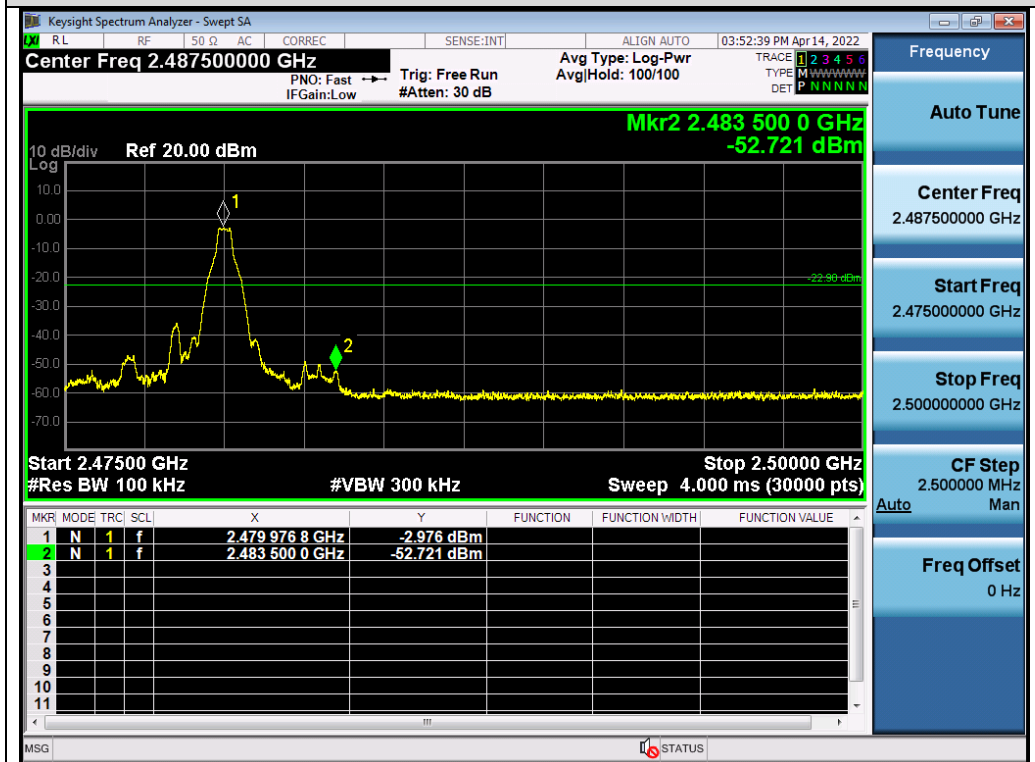 Keysight Spectrum Analyzer - Swept SA
LXI RL RF 50 Ω AC CORREC SENSE:INT ALIGN AUTO 03:52:39 PM Apr 14, 2022
Center Freq 2.487500000 GHz
PNO: Fast
IFGain:Low
Trig: Free Run
#Atten: 30 dB
Avg Type: Log-Pwr
Avg|Hold: 100/100
TRACE 1 2 3 4 5 6
TYPE M WWWWW
DET P N N N N N
Frequency
Mkr2 2.483 500 0 GHz
-52.721 dBm
10 dB/div Ref 20.00 dBm
Log
10.0
0.00
-10.0
-20.0
-30.0
-40.0
-50.0
-60.0
-70.0
1
2
-22.90 dBm
Start 2.47500 GHz Stop 2.50000 GHz
#Res BW 100 kHz #VBW 300 kHz Sweep 4.000 ms (30000 pts)
MKR MODE TRC SCL X Y FUNCTION FUNCTION WIDTH FUNCTION VALUE
1 N 1 f 2.479 976 8 GHz -2.976 dBm
2 N 1 f 2.483 500 0 GHz -52.721 dBm
3
4
5
6
7
8
9
10
11
Auto Tune
Center Freq
2.487500000 GHz
Start Freq
2.475000000 GHz
Stop Freq
2.500000000 GHz
CF Step
2.500000 MHz
Auto Man
Freq Offset
0 Hz
MSG STATUS